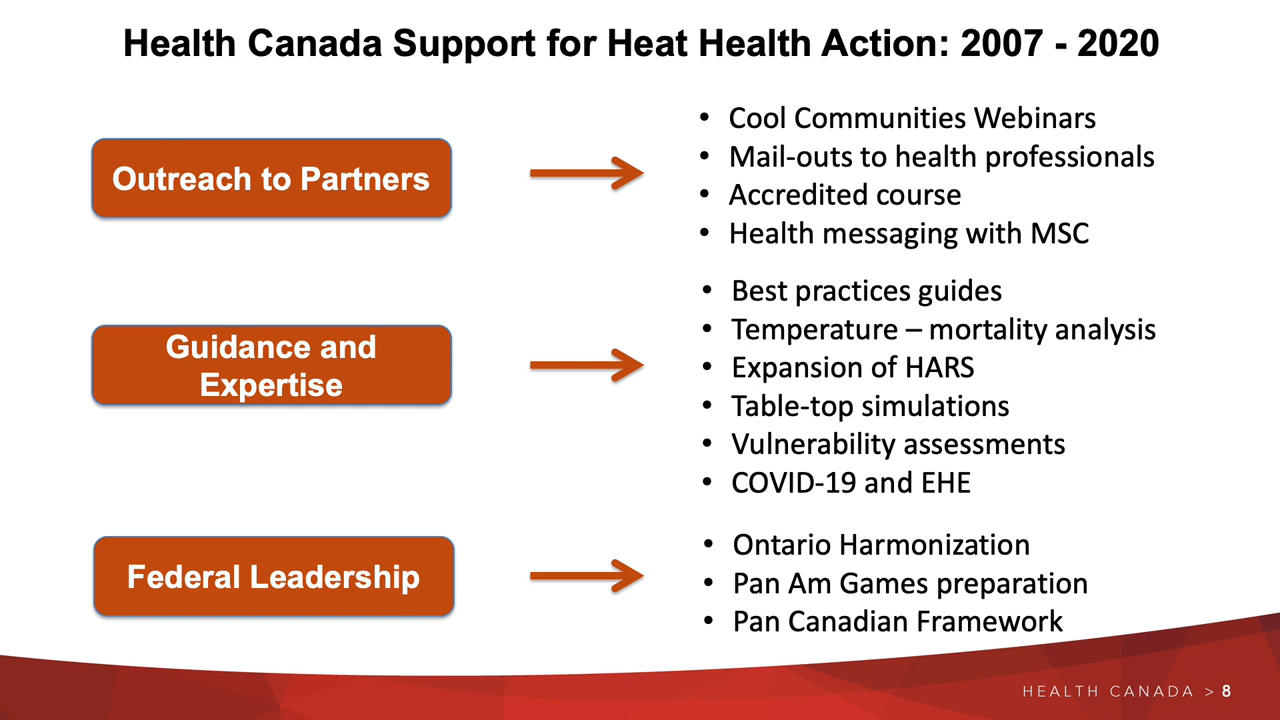 Health Canada Support for Heat Health Action: 2007 - 2020
Outreach to Partners
• Cool Communities Webinars
• Mail-outs to health professionals
• Accredited course
• Health messaging with MSC
Guidance and
Expertise
• Best practices guides
• Temperature – mortality analysis
• Expansion of HARS
• Table-top simulations
• Vulnerability assessments
• COVID-19 and EHE
Federal Leadership
• Ontario Harmonization
• Pan Am Games preparation
• Pan Canadian Framework
HEALTH CANADA > 8